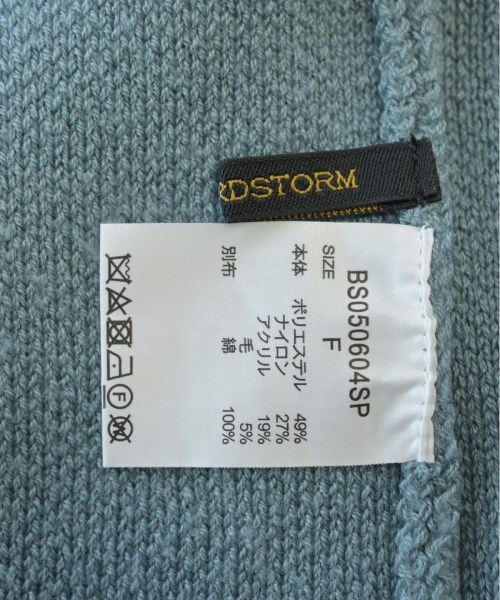 RDSTORM
BS050604SP
SIZE F
本体 ポリエステル 49%
ナイロン 27%
アクリル 19%
毛 5%
別布 綿 100%
F